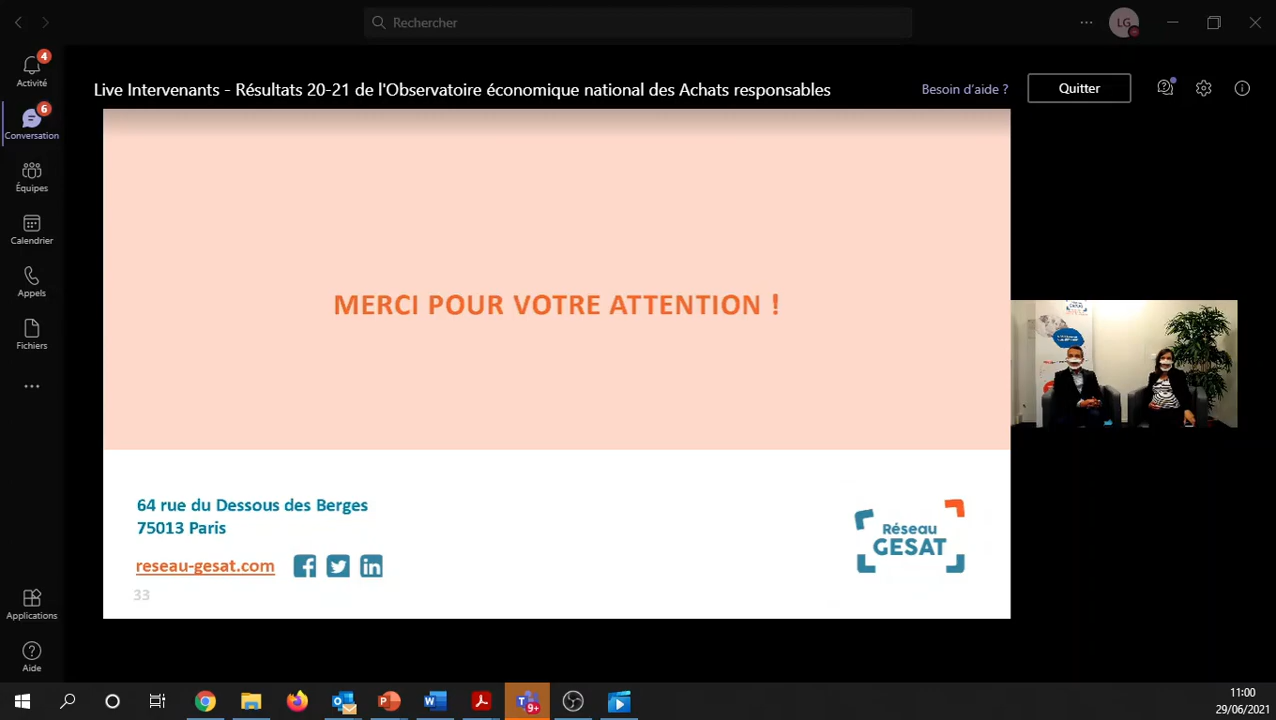 Rechercher
LG
4
Activité
6
Conversation
Équipes
Calendrier
Appels
Fichiers
Applications
Aide
Live Intervenants - Résultats 20-21 de l'Observatoire économique national des Achats responsables
Besoin d'aide ?
Quitter
MERCI POUR VOTRE ATTENTION !
64 rue du Dessous des Berges
75013 Paris
reseau-gesat.com
33
Réseau
GESAT
9+
11:00
29/06/2021